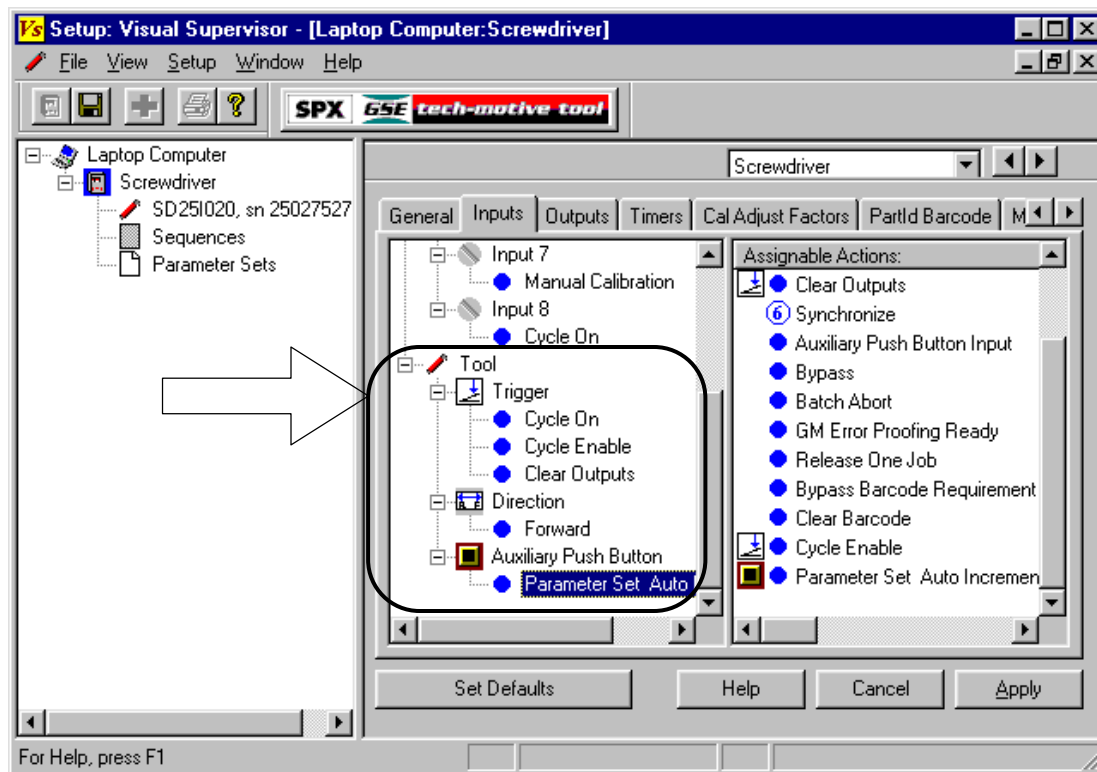 Vs Setup: Visual Supervisor - [Laptop Computer:Screwdriver]
File View Setup Window Help
SPX GSE tech-motive tool
Laptop Computer
Screwdriver
SD25I020, sn 25027527
Sequences
Parameter Sets
Screwdriver
General Inputs Outputs Timers Cal Adjust Factors PartId Barcode M
Input 7
Manual Calibration
Input 8
Cycle On
Tool
Trigger
Cycle On
Cycle Enable
Clear Outputs
Direction
Forward
Auxiliary Push Button
Parameter Set Auto
Assignable Actions:
Clear Outputs
6 Synchronize
Auxiliary Push Button Input
Bypass
Batch Abort
GM Error Proofing Ready
Release One Job
Bypass Barcode Requirement
Clear Barcode
Cycle Enable
Parameter Set Auto Incremen
Set Defaults Help Cancel Apply
For Help, press F1